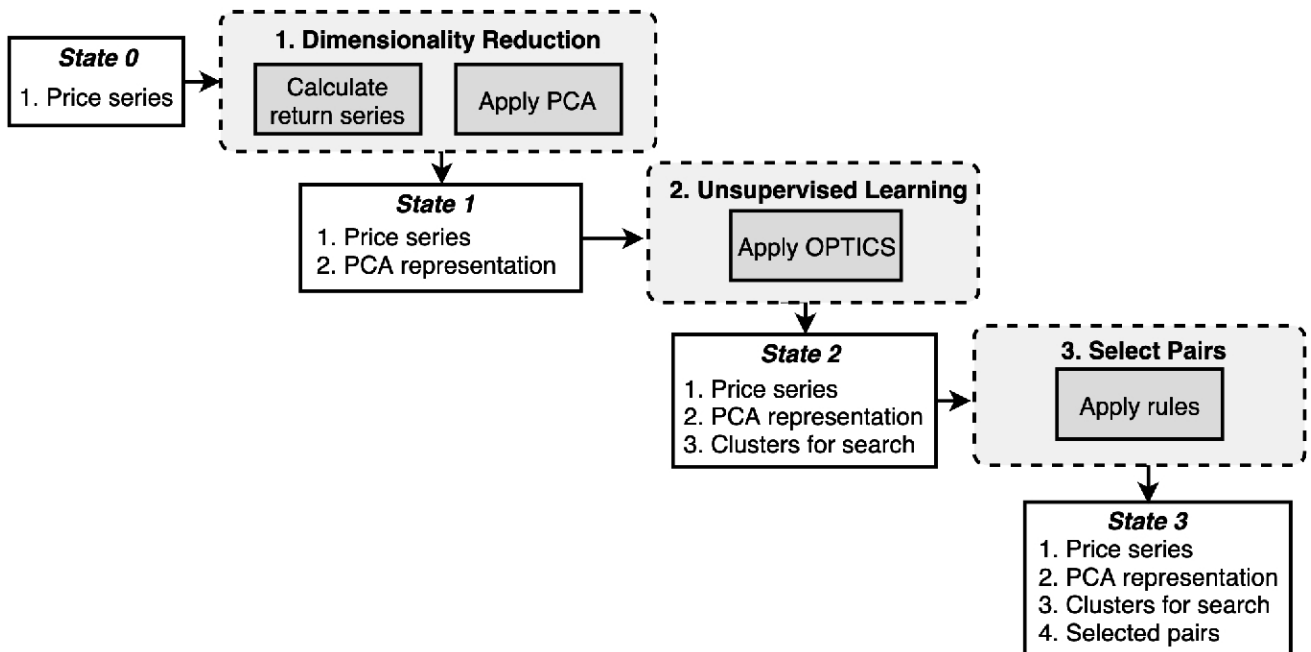 State 0
1. Price series
1. Dimensionality Reduction
Calculate
return series
Apply PCA
State 1
1. Price series
2. PCA representation
2. Unsupervised Learning
Apply OPTICS
State 2
1. Price series
2. PCA representation
3. Clusters for search
3. Select Pairs
Apply rules
State 3
1. Price series
2. PCA representation
3. Clusters for search
4. Selected pairs